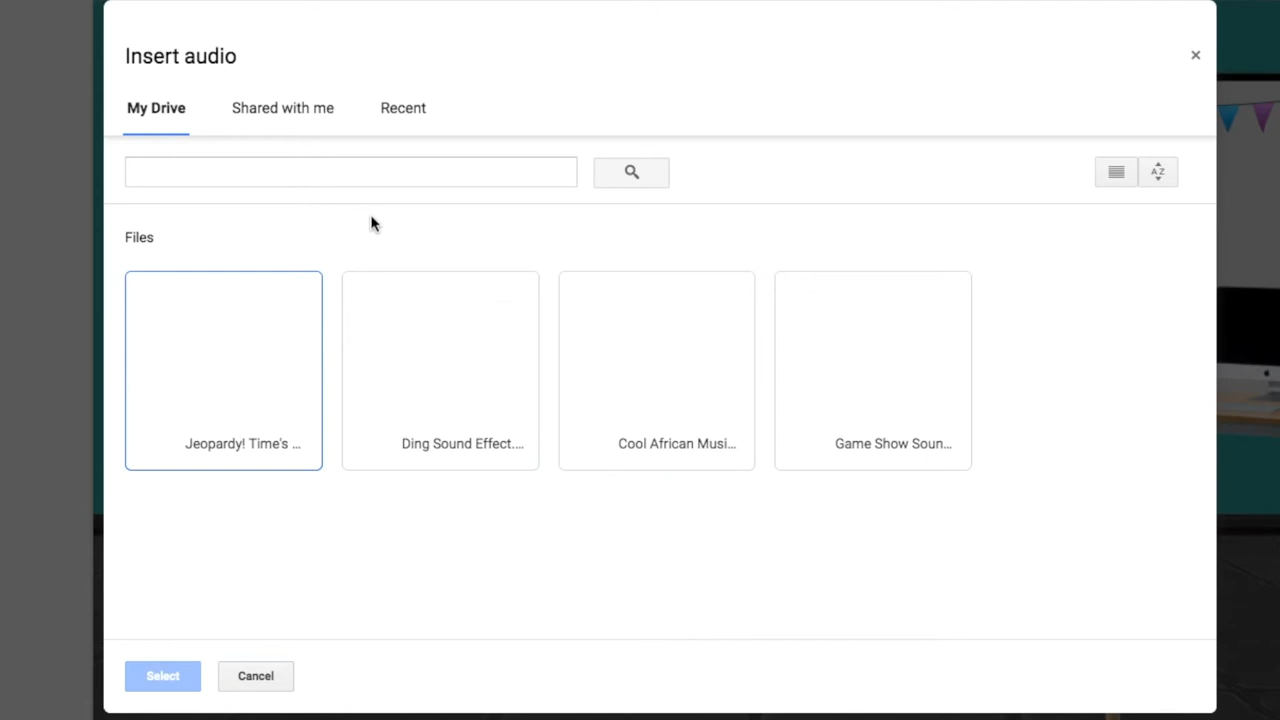 Insert audio
×
My Drive Shared with me Recent
AZ
Files
Jeopardy! Time's ... Ding Sound Effect.... Cool African Musi... Game Show Soun...
Select Cancel